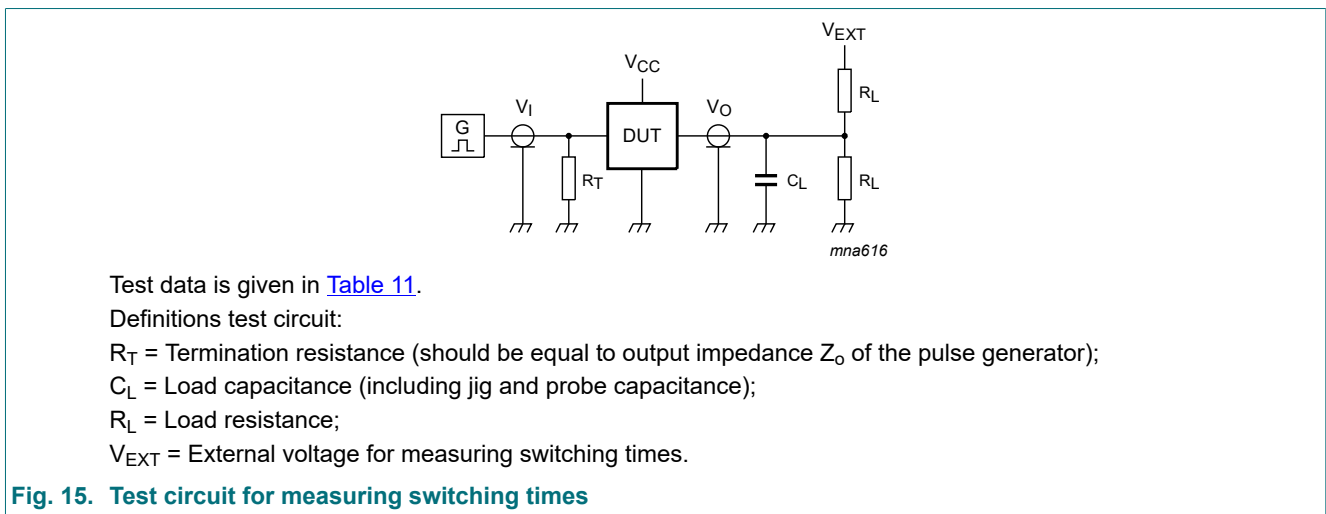 VEXT
VCC
RL
VI
VO
G
DUT
RT
CL
RL
mna616
Test data is given in Table 11.
Definitions test circuit:
RT = Termination resistance (should be equal to output impedance Zo of the pulse generator);
CL = Load capacitance (including jig and probe capacitance);
RL = Load resistance;
VEXT = External voltage for measuring switching times.
Fig. 15. Test circuit for measuring switching times